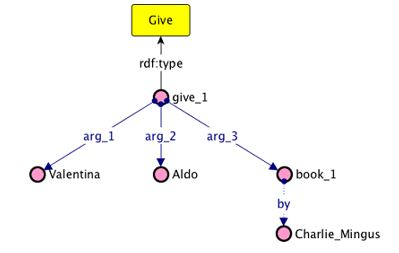 Give
rdf:type
give_1
arg_1 arg_2 arg_3
Valentina Aldo book_1
by
Charlie_Mingus